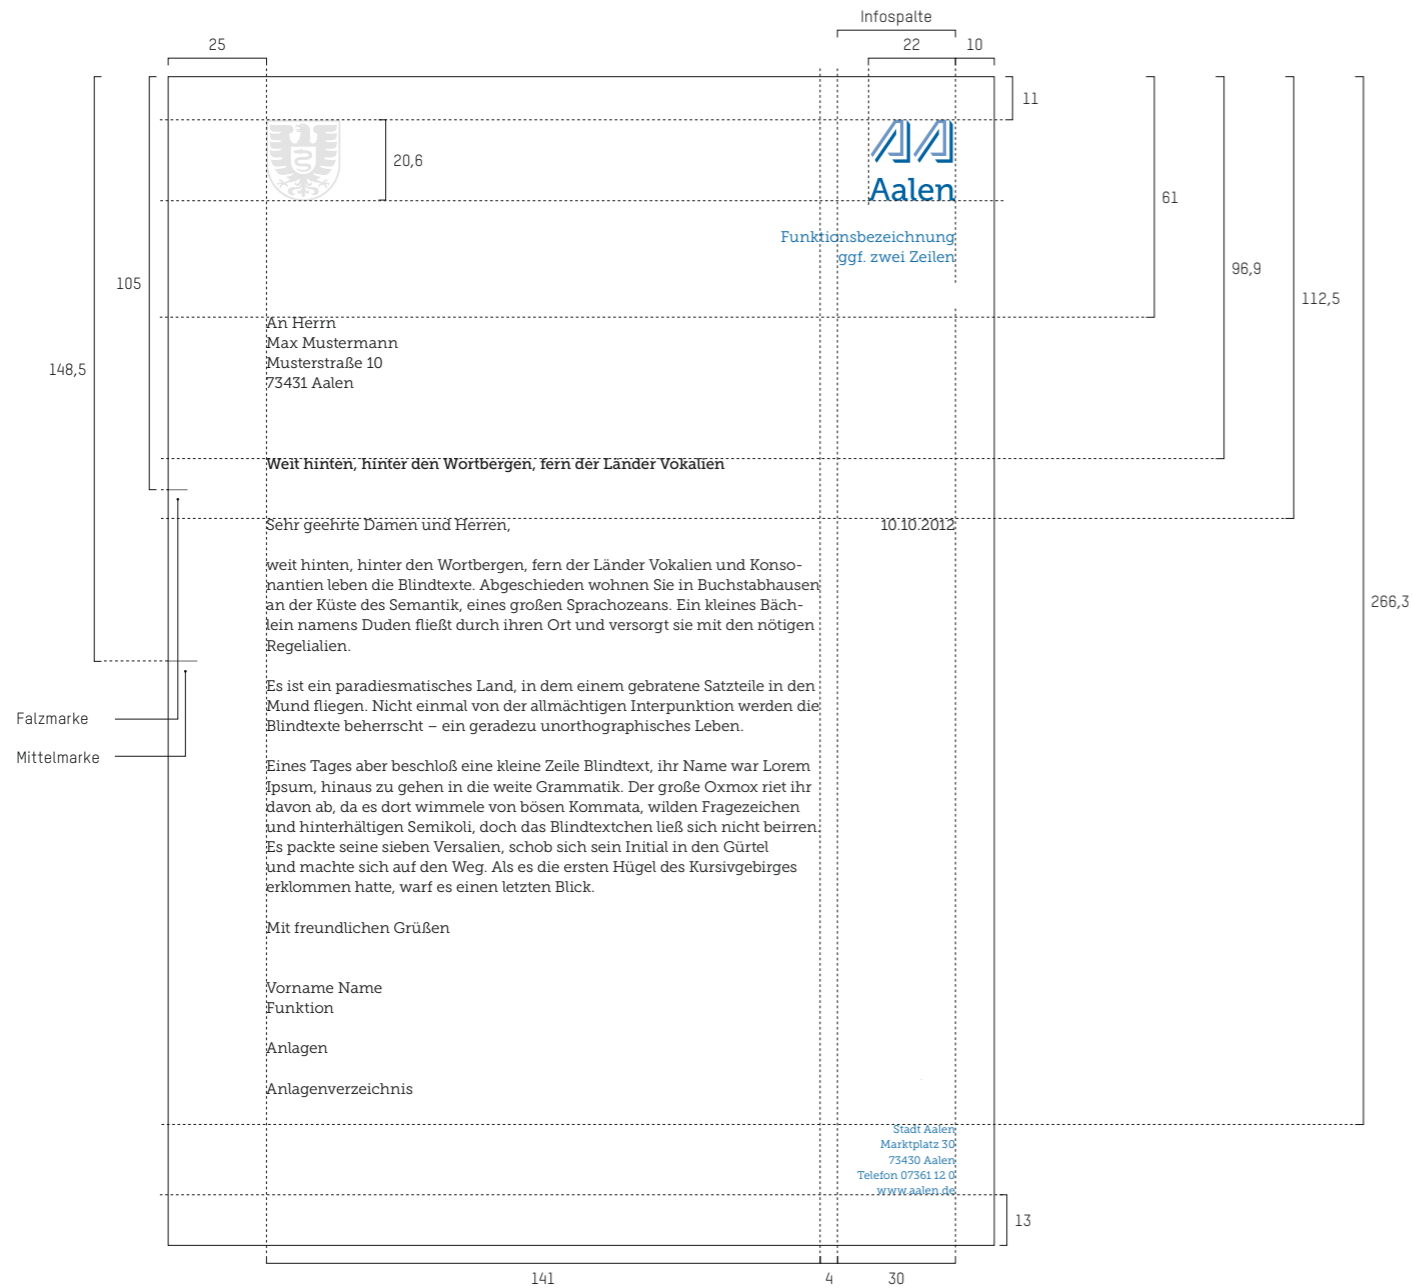 Infospalte
25
22
10
11
20,6
Aalen
61
Funktionsbezeichnung
ggf. zwei Zeilen
96,9
105
112,5
An Herrn
Max Mustermann
Musterstraße 10
73431 Aalen
148,5
Weit hinten, hinter den Wortbergen, fern der Länder Vokalien
Sehr geehrte Damen und Herren,
10.10.2012
weit hinten, hinter den Wortbergen, fern der Länder Vokalien und Konso-
nantien leben die Blindtexte. Abgeschieden wohnen Sie in Buchstabhausen
an der Küste des Semantik, eines großen Sprachozeans. Ein kleines Bäch-
lein namens Duden fließt durch ihren Ort und versorgt sie mit den nötigen
Regelialien.
266,3
Es ist ein paradiesmatisches Land, in dem einem gebratene Satzteile in den
Mund fliegen. Nicht einmal von der allmächtigen Interpunktion werden die
Blindtexte beherrscht – ein geradezu unorthographisches Leben.
Falzmarke
Mittelmarke
Eines Tages aber beschloß eine kleine Zeile Blindtext, ihr Name war Lorem
Ipsum, hinaus zu gehen in die weite Grammatik. Der große Oxmox riet ihr
davon ab, da es dort wimmele von bösen Kommata, wilden Fragezeichen
und hinterhältigen Semikoli, doch das Blindtextchen ließ sich nicht beirren.
Es packte seine sieben Versalien, schob sich sein Initial in den Gürtel
und machte sich auf den Weg. Als es die ersten Hügel des Kursivgebirges
erklommen hatte, warf es einen letzten Blick.
Mit freundlichen Grüßen
Vorname Name
Funktion
Anlagen
Anlagenverzeichnis
Stadt Aalen
Marktplatz 30
73430 Aalen
Telefon 07361 12 0
www.aalen.de
13
141
4
30